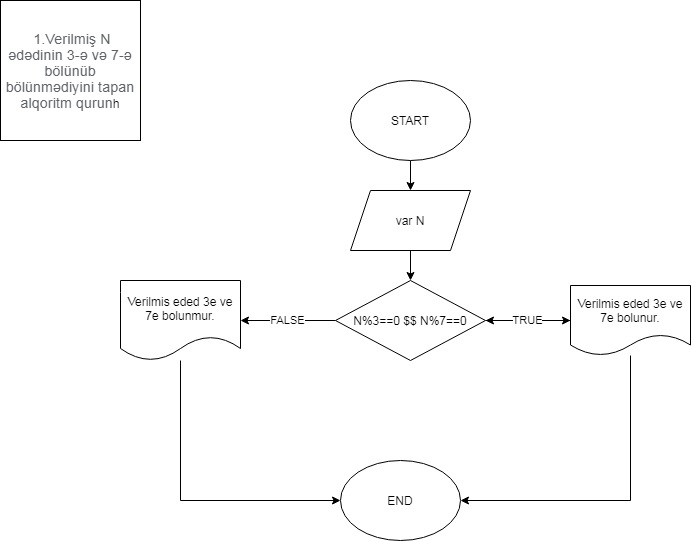 1.Verilmiş N
ədədinin 3-ə və 7-ə
bölünüb
bölünmədiyini tapan
alqoritm qurunh
START
var N
N%3==0 $$ N%7==0
FALSE
TRUE
Verilmis eded 3e ve
7e bolunmur.
Verilmis eded 3e ve
7e bolunur.
END